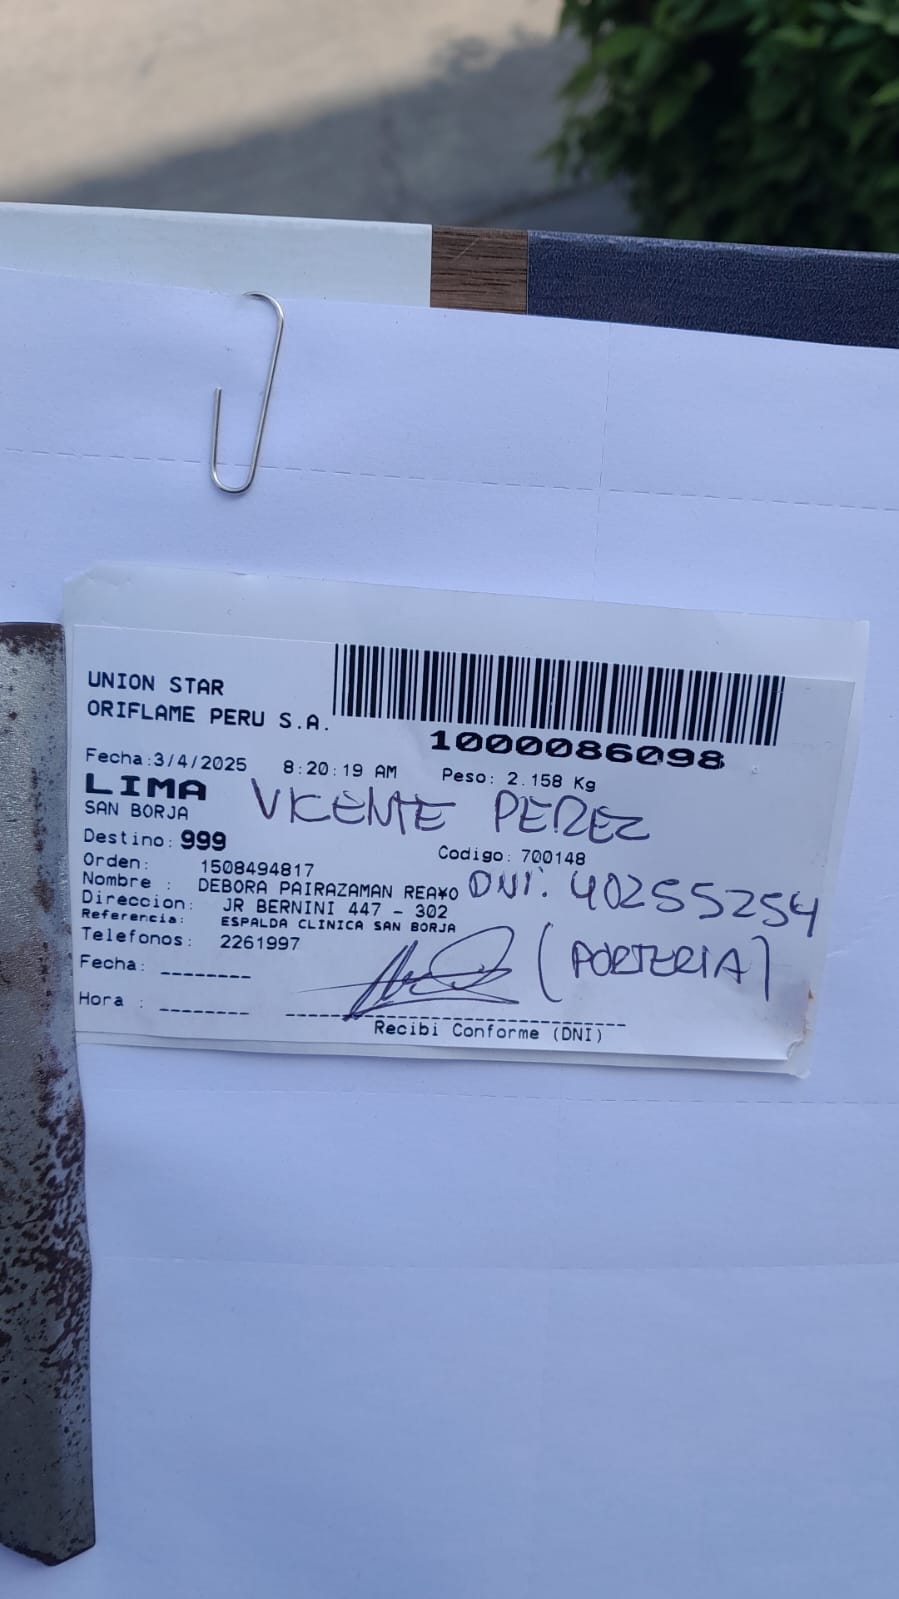 UNION STAR
ORIFLAME PERU S.A.
1000086098
Fecha:3/4/2025 8:20:19 AM Peso: 2.158 Kg
LIMA VICENTE PEREZ
SAN BORJA
Destino: 999 Codigo: 700148
Orden: 1508494817
Nombre : DEBORA PAIRAZAMAN REA¥O DNI: 40255254
Direccion: JR BERNINI 447 - 302
Referencia: ESPALDA CLINICA SAN BORJA
Telefonos: 2261997 (PORTERIA)
Fecha: ________
Hora : ________
Recibi Conforme (DNI)